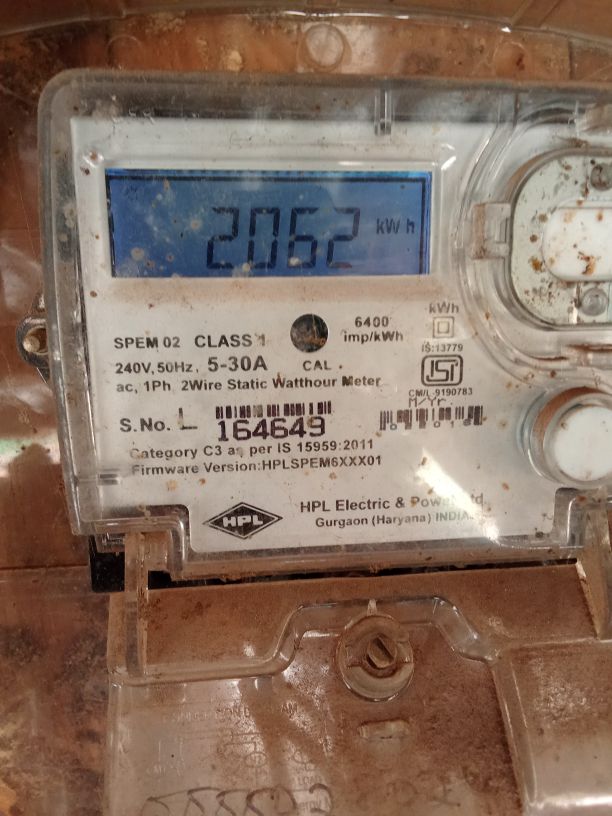 2062 kWh
6400
imp/kWh
kWh
SPEM 02 CLASS 1
IS:13779
240V, 50Hz, 5-30A CAL.
ISI
ac, 1Ph, 2Wire Static Watthour Meter
CM/L-9190783
M/Yr.
S.No. L 164649
Category C3 as per IS 15959:2011
Firmware Version:HPLSPEM6XXX01
HPL
HPL Electric & Power Ltd
Gurgaon (Haryana) INDIA